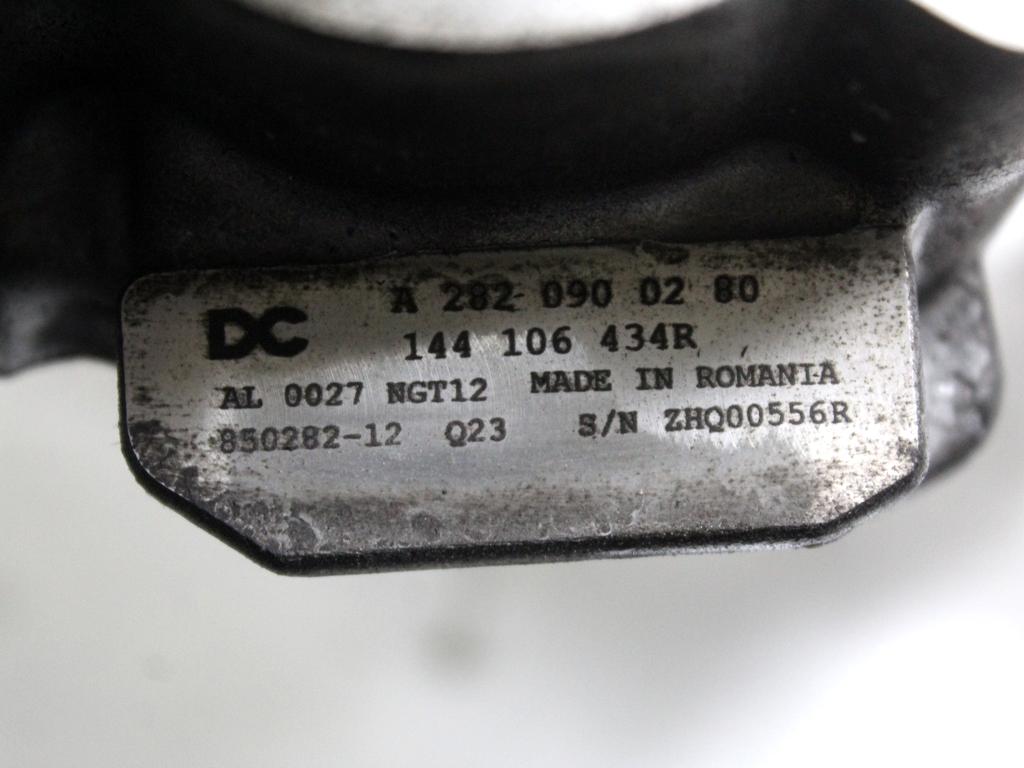 A 282 090 02 80
DC
144 106 434R
AL 0027 NGT12 MADE IN ROMANIA
850282-12 Q23 S/N ZHQ00556R